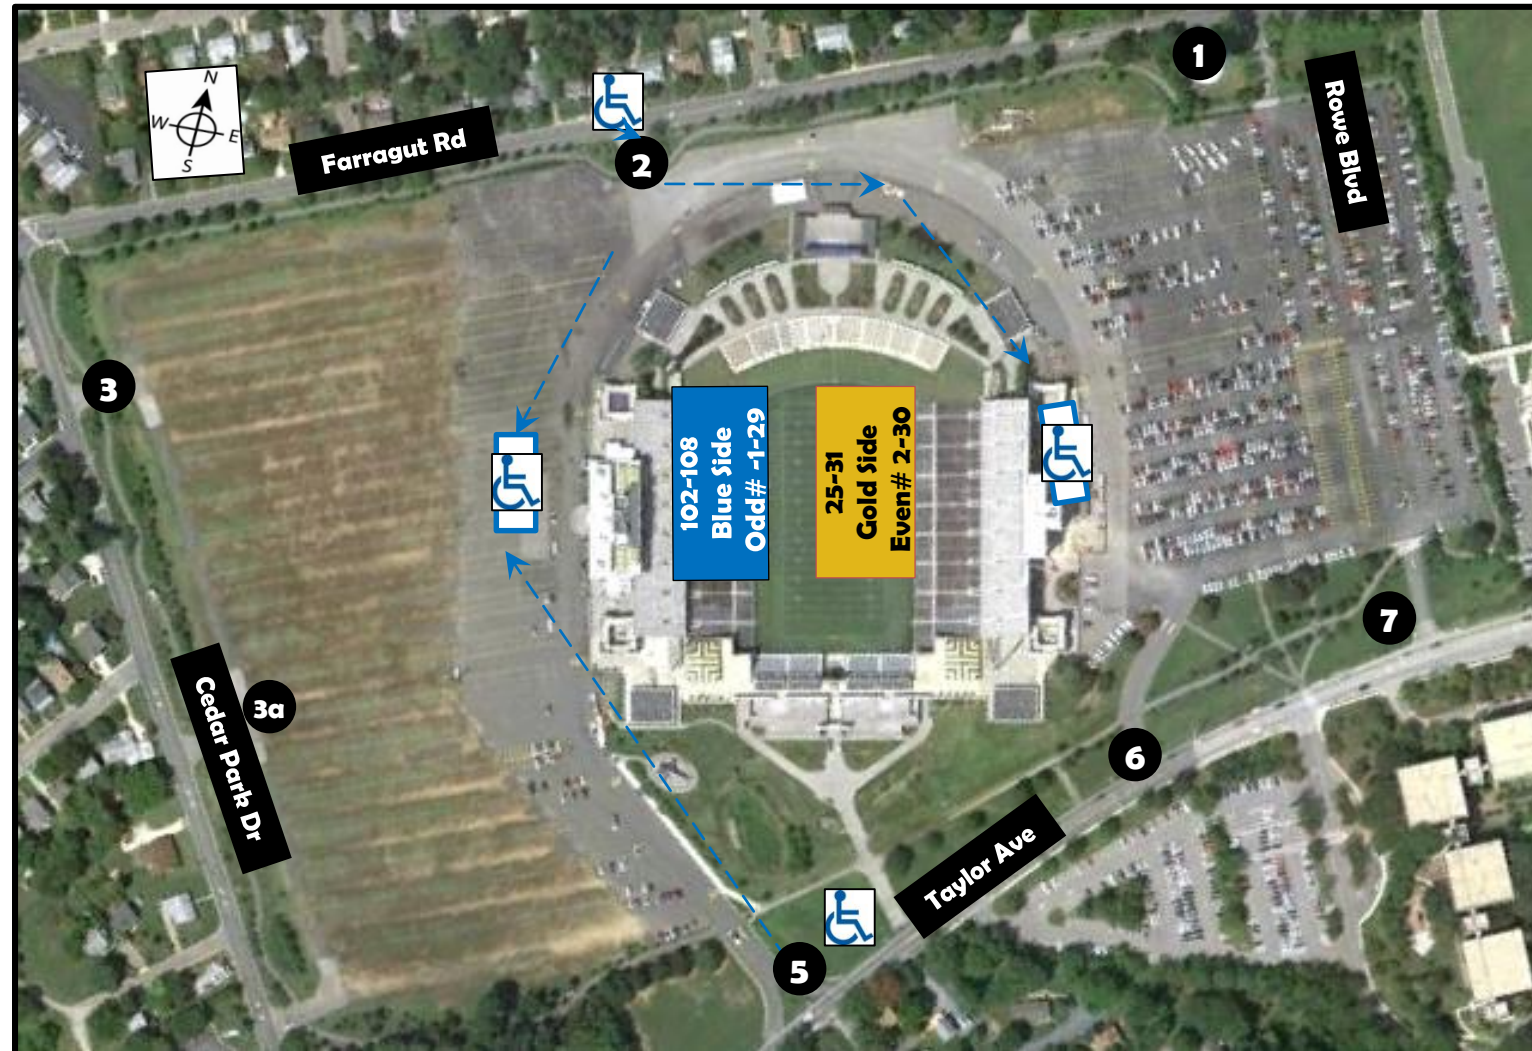 1
N
W
E
S
Farragut Rd
2
Rowe Blvd
3
102-108
Blue Side
Odd# -1-29
25-31
Gold Side
Even# 2-30
7
3a
Cedar Park Dr
6
Taylor Ave
5